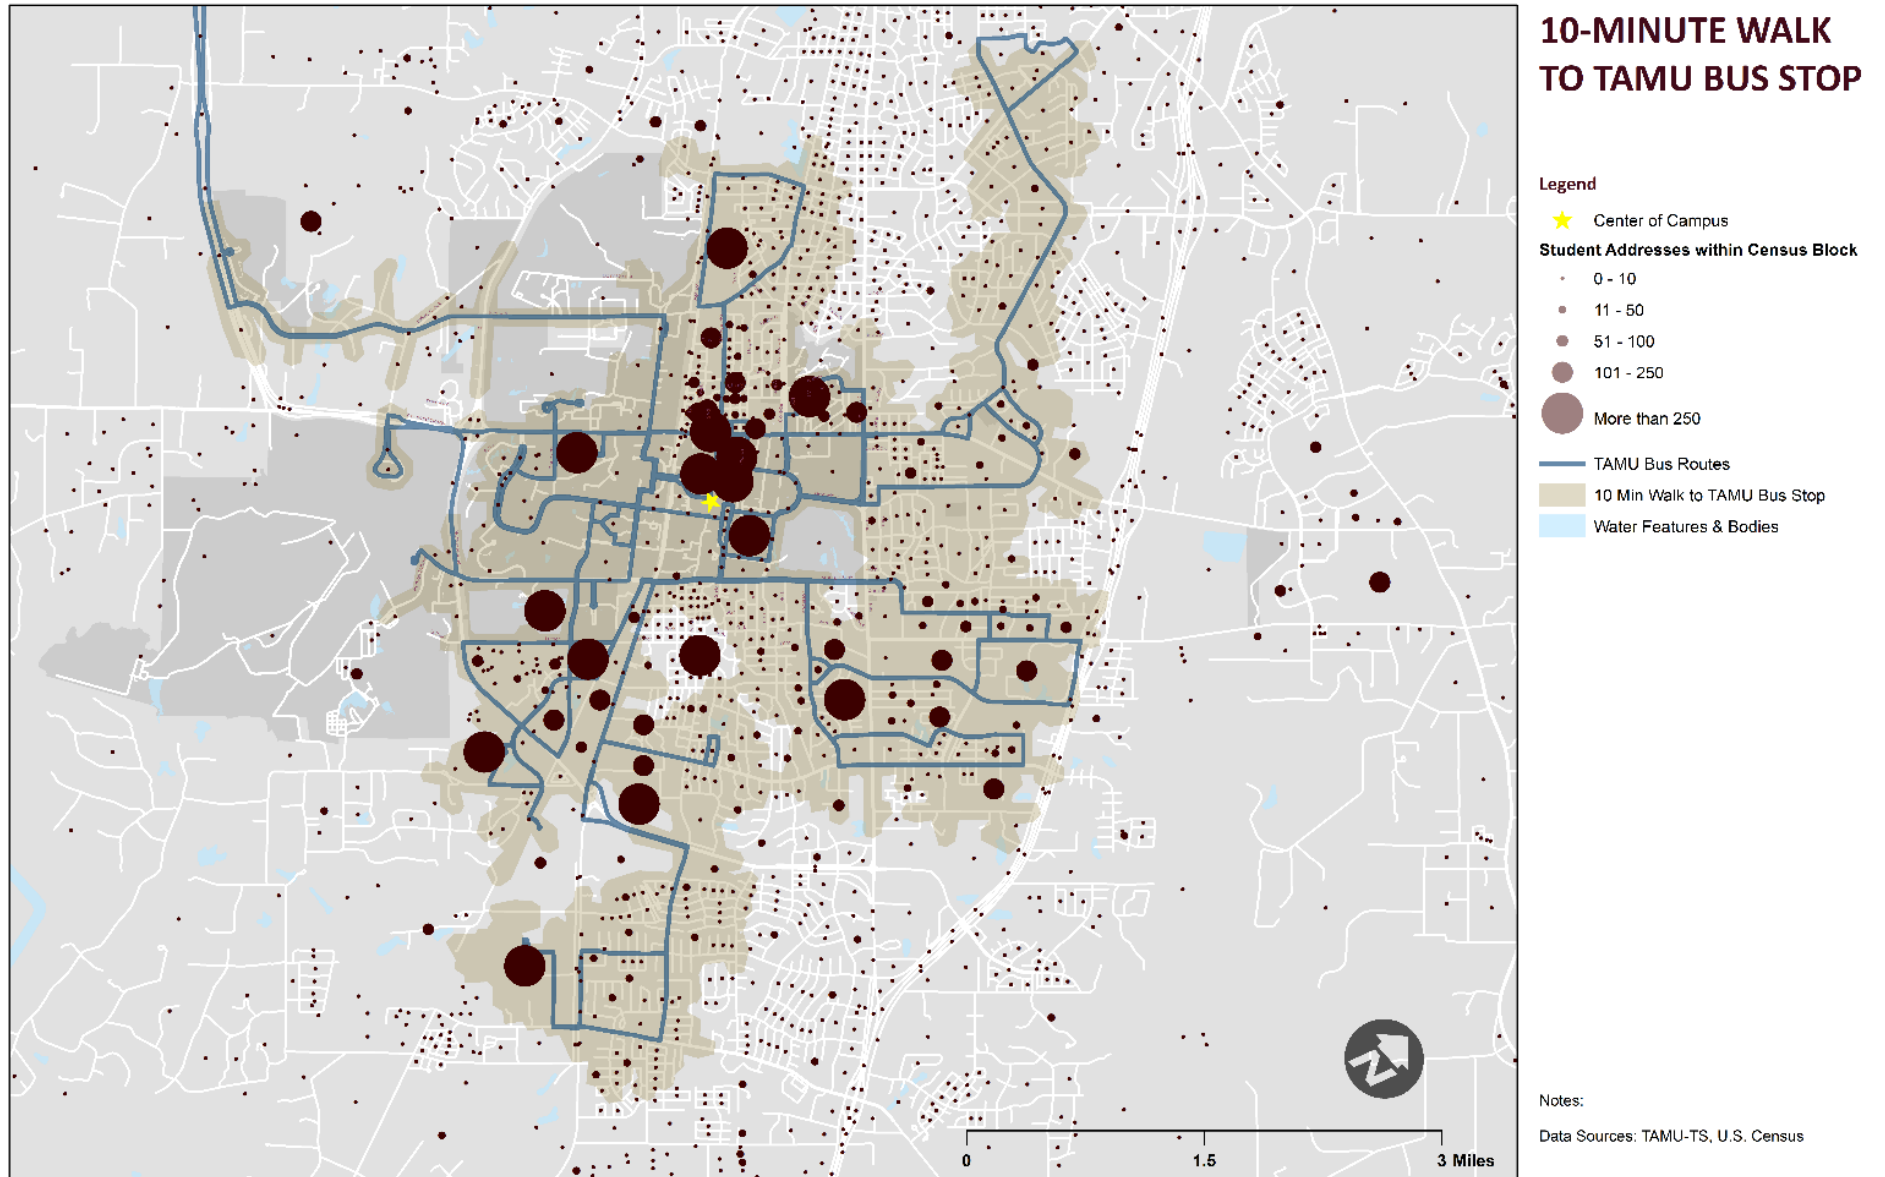 10-MINUTE WALK
TO TAMU BUS STOP
Legend
Center of Campus
Student Addresses within Census Block
0 - 10
11 - 50
51 - 100
101 - 250
More than 250
TAMU Bus Routes
10 Min Walk to TAMU Bus Stop
Water Features & Bodies
N
Notes:
Data Sources: TAMU-TS, U.S. Census
0
1.5
3 Miles